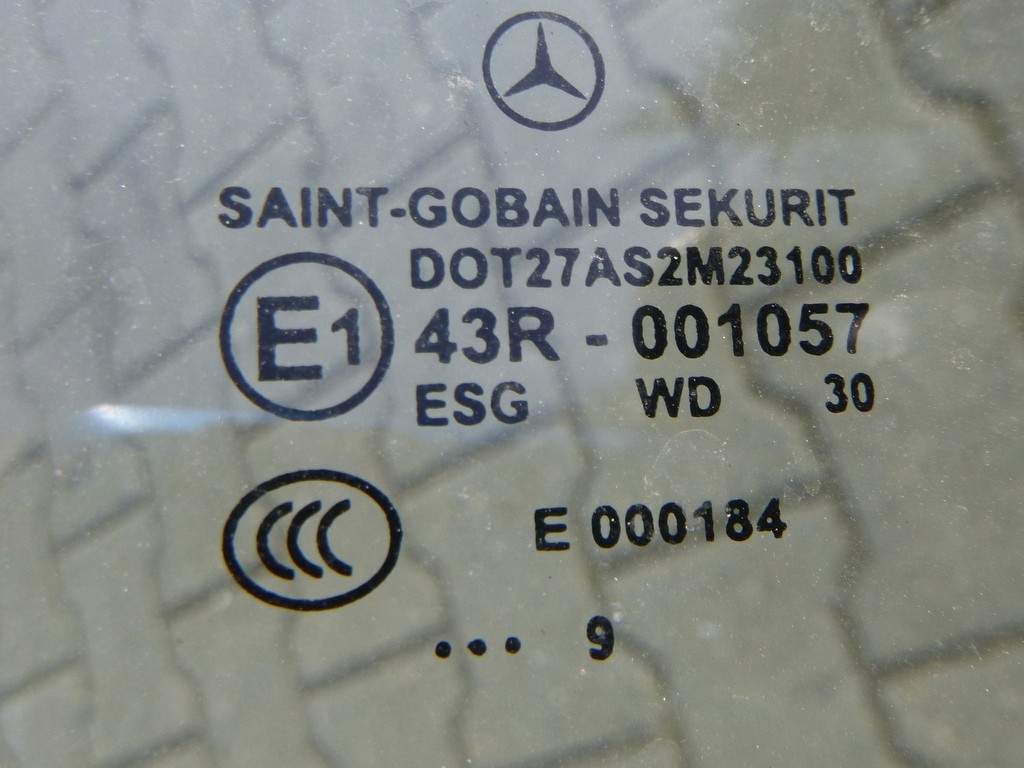 SAINT-GOBAIN SEKURIT
DOT27AS2M23100
E1 43R - 001057
ESG WD 30
CCC E 000184
... 9